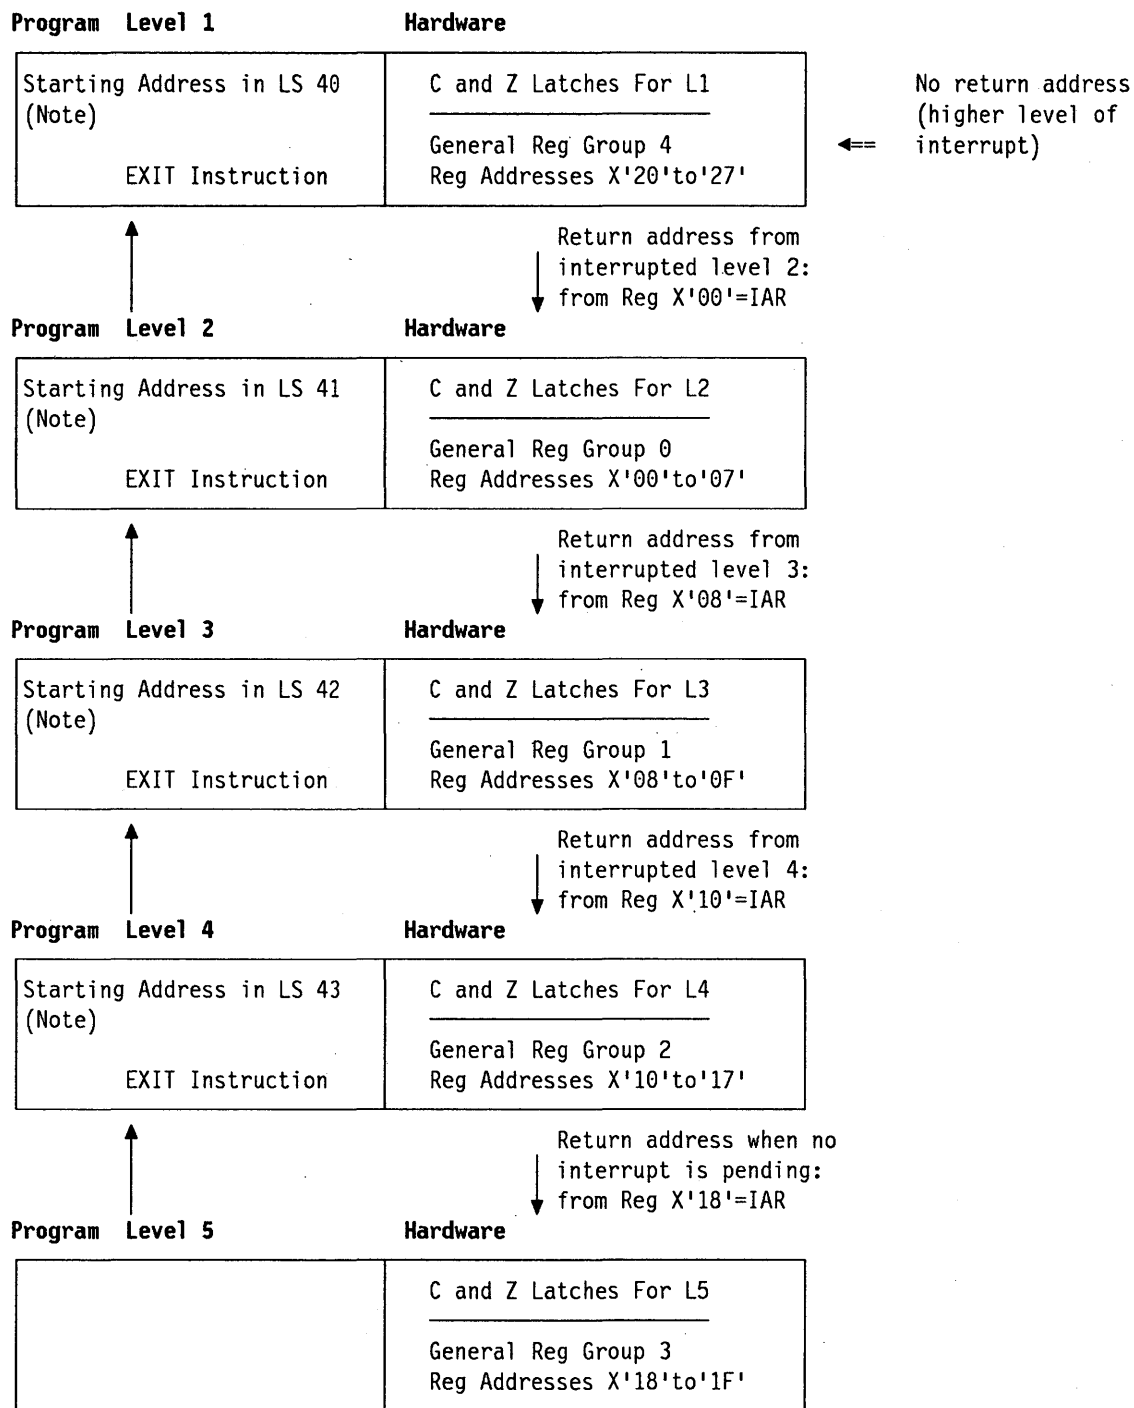 Program Level 1 Hardware
Starting Address in LS 40 C and Z Latches For L1 No return address
(Note) (higher level of
General Reg Group 4 <== interrupt)
EXIT Instruction Reg Addresses X'20'to'27'
Return address from
interrupted level 2:
from Reg X'00'=IAR
Program Level 2 Hardware
Starting Address in LS 41 C and Z Latches For L2
(Note)
General Reg Group 0
EXIT Instruction Reg Addresses X'00'to'07'
Return address from
interrupted level 3:
from Reg X'08'=IAR
Program Level 3 Hardware
Starting Address in LS 42 C and Z Latches For L3
(Note)
General Reg Group 1
EXIT Instruction Reg Addresses X'08'to'0F'
Return address from
interrupted level 4:
from Reg X'10'=IAR
Program Level 4 Hardware
Starting Address in LS 43 C and Z Latches For L4
(Note)
General Reg Group 2
EXIT Instruction Reg Addresses X'10'to'17'
Return address when no
interrupt is pending:
from Reg X'18'=IAR
Program Level 5 Hardware
C and Z Latches For L5
General Reg Group 3
Reg Addresses X'18'to'1F'